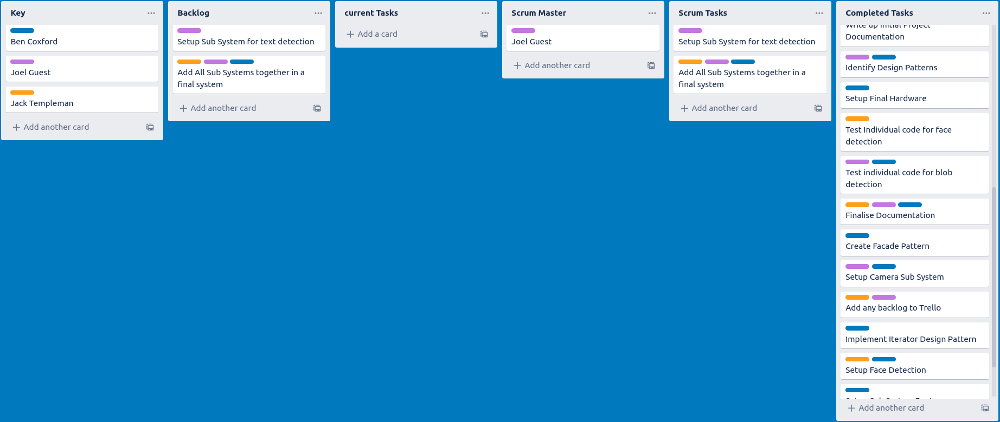 Key
Ben Coxford
Joel Guest
Jack Templeman
Add another card
Backlog
Setup Sub System for text detection
Add All Sub Systems together in a
final system
Add another card
current Tasks
Add a card
Scrum Master
Joel Guest
Add another card
Scrum Tasks
Setup Sub System for text detection
Add All Sub Systems together in a
final system
Add another card
Completed Tasks
Write up Initial Project
Documentation
Identify Design Patterns
Setup Final Hardware
Test Individual code for face
detection
Test individual code for blob
detection
Finalise Documentation
Create Facade Pattern
Setup Camera Sub System
Add any backlog to Trello
Implement Iterator Design Pattern
Setup Face Detection
Add another card